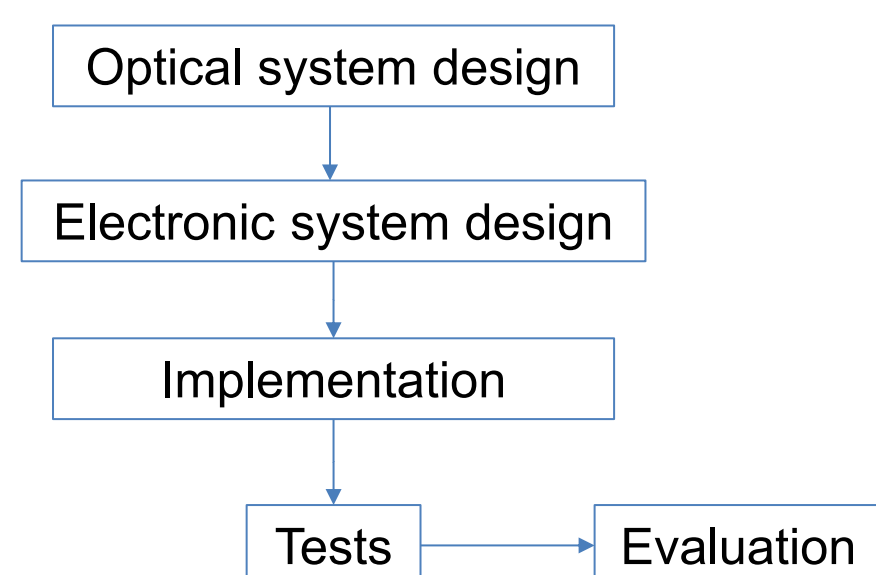 Optical system design
Electronic system design
Implementation
Tests
Evaluation